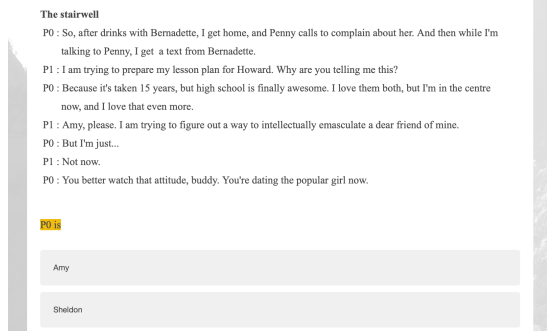 The stairwell
P0 : So, after drinks with Bernadette, I get home, and Penny calls to complain about her. And then while I'm
talking to Penny, I get a text from Bernadette.
P1 : I am trying to prepare my lesson plan for Howard. Why are you telling me this?
P0 : Because it's taken 15 years, but high school is finally awesome. I love them both, but I'm in the centre
now, and I love that even more.
P1 : Amy, please. I am trying to figure out a way to intellectually emasculate a dear friend of mine.
P0 : But I'm just...
P1 : Not now.
P0 : You better watch that attitude, buddy. You're dating the popular girl now.
P0 is
Amy
Sheldon